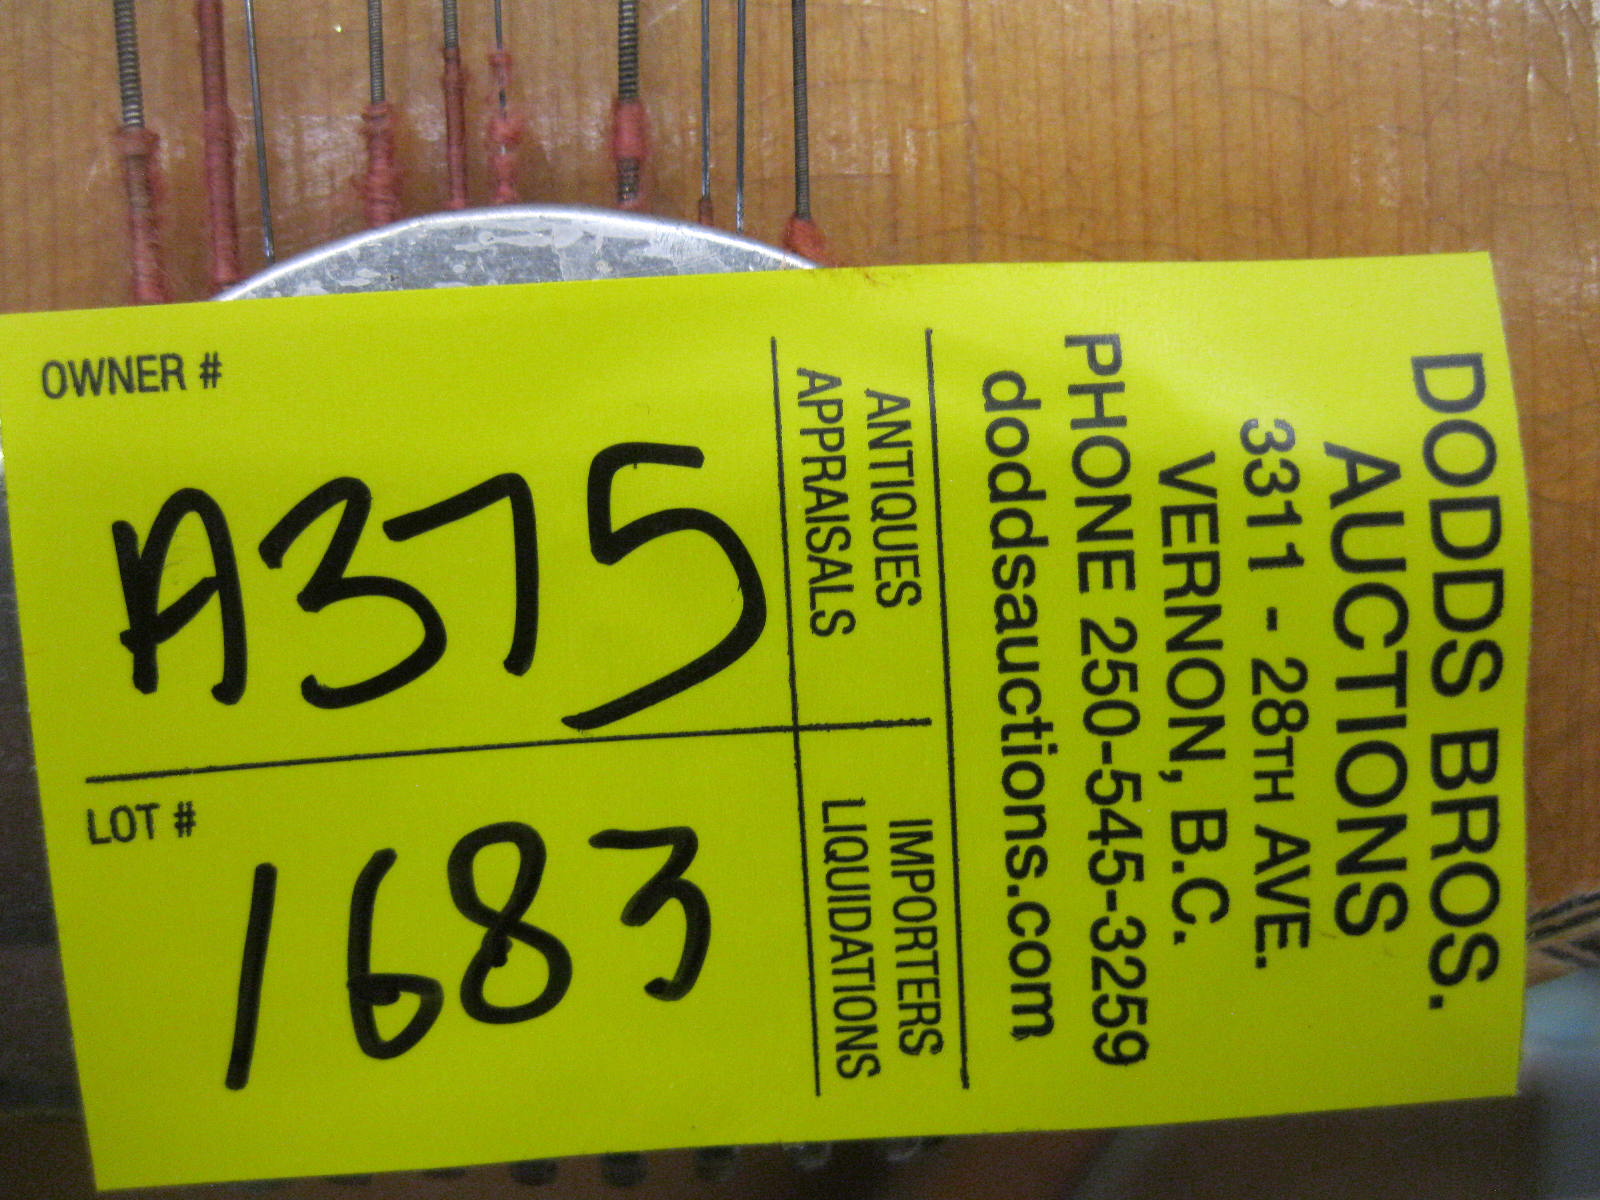 DODDS BROS.
AUCTIONS
3311 - 28TH AVE.
VERNON, B.C.
PHONE 250-545-3259
doddsauctions.com
ANTIQUES
APPRAISALS
IMPORTERS
LIQUIDATIONS
OWNER #
A375
LOT #
1683